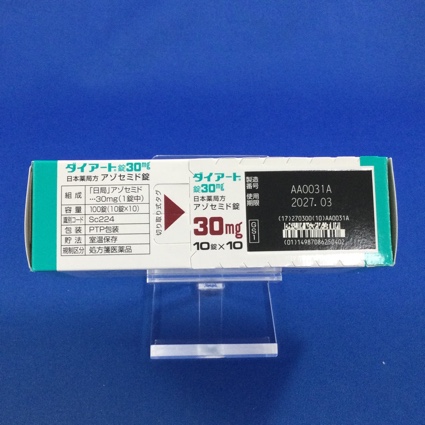 ダイアート錠30mg
日本薬局方 アゾセミド錠
組成 「日局」アゾセミド
…30mg(1錠中)
容量 100錠(10錠×10)
識別コード Sc224
包装 PTP包装
貯法 室温保存
規制区分 処方箋医薬品
切り取り式タグ
ダイアート
錠30mg
日本薬局方 アゾセミド錠
30mg
10錠×10
製造番号 AA0031A
使用期限 2027.03
GS1
(17)270300(10)AA0031A
(01)14987086250402